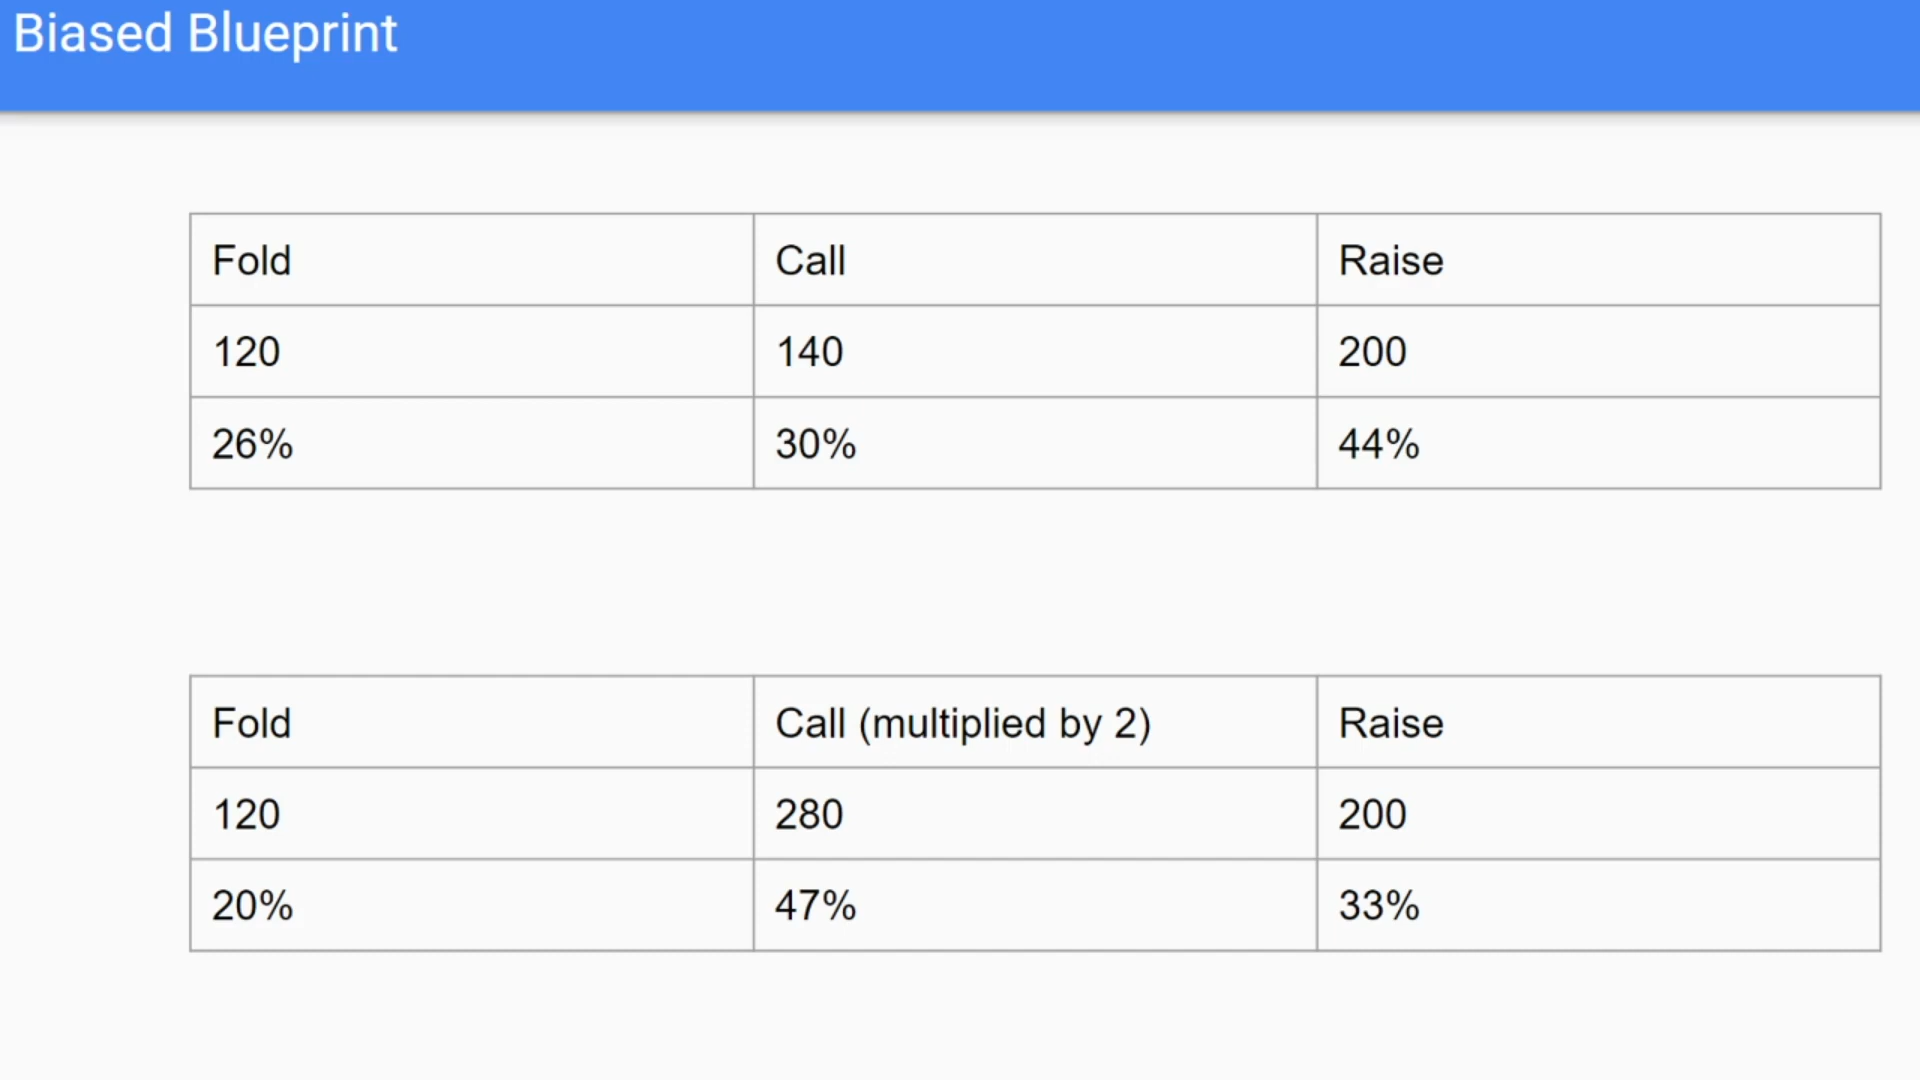 Biased Blueprint
Fold Call Raise
120 140 200
26% 30% 44%
Fold Call (multiplied by 2) Raise
120 280 200
20% 47% 33%